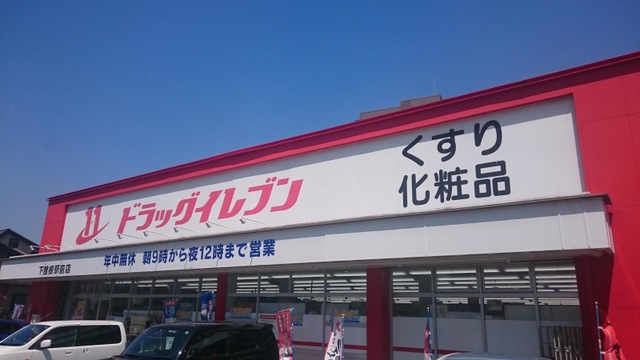 11 ドラッグイレブン
くすり
化粧品
年中無休 朝9時から夜12時まで営業
下曽根駅前店